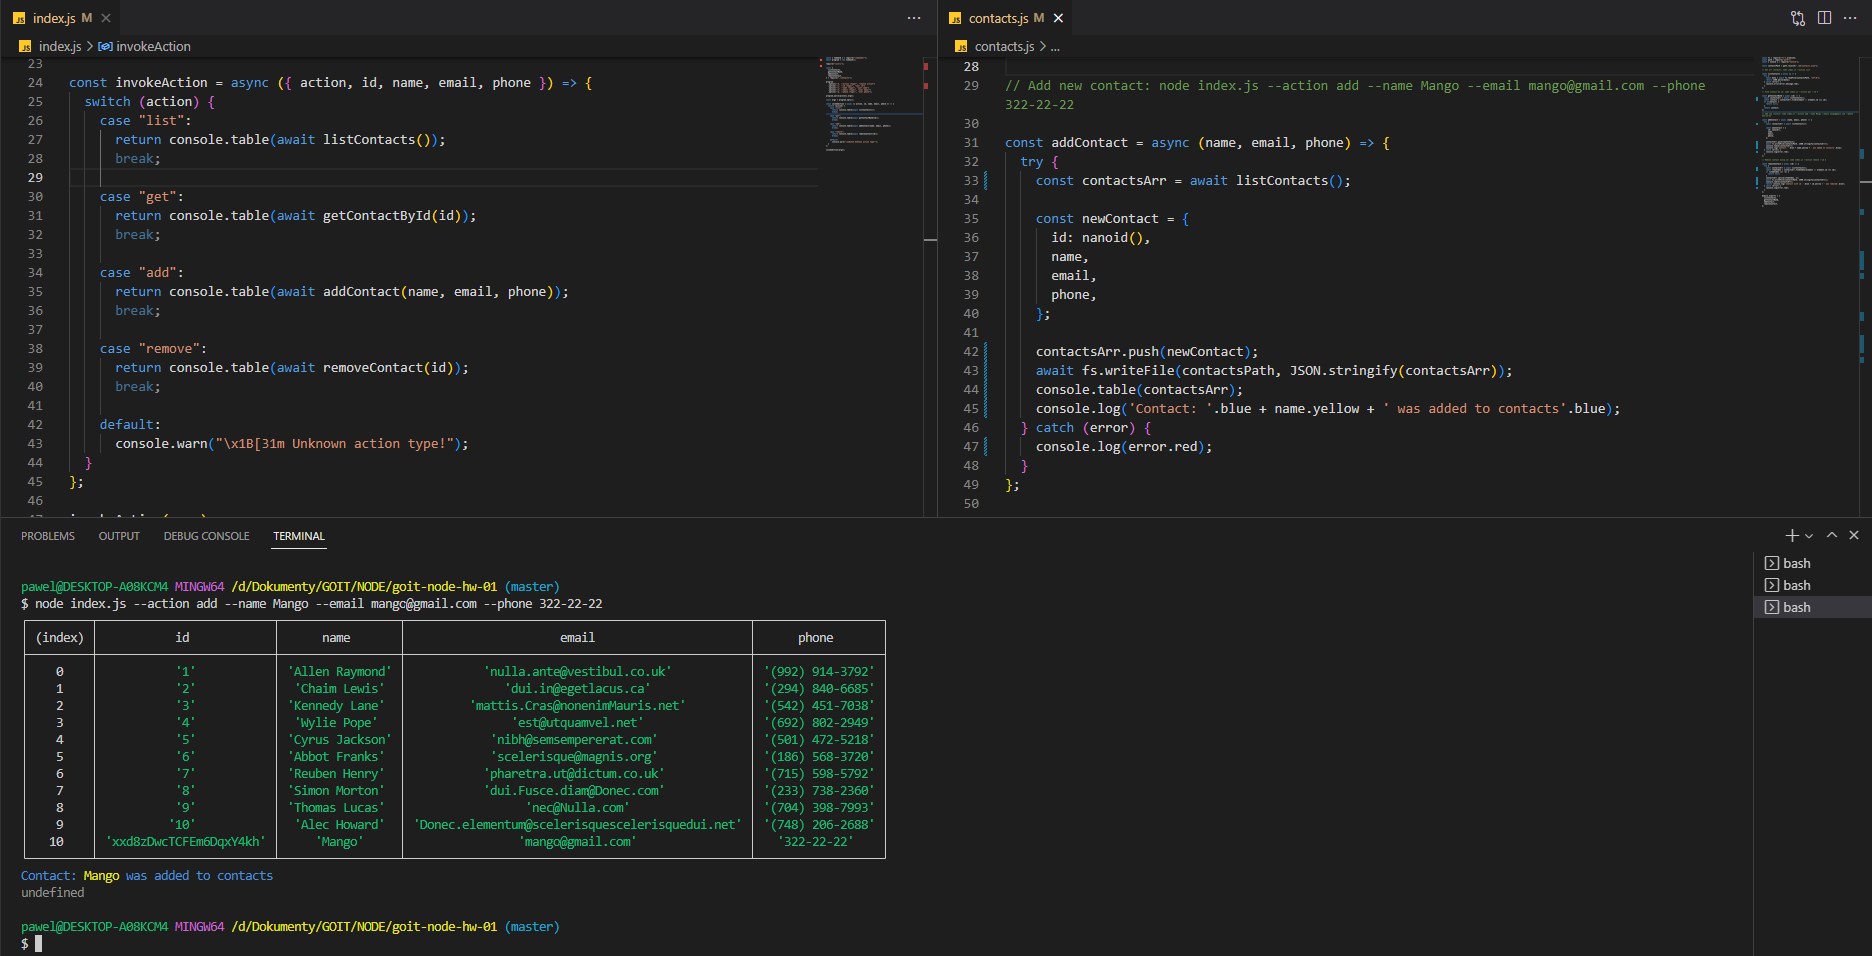 index.js M
index.js > invokeAction
23
24 const invokeAction = async ({ action, id, name, email, phone }) => {
25 switch (action) {
26 case "list":
27 return console.table(await listContacts());
28 break;
29
30 case "get":
31 return console.table(await getContactById(id));
32 break;
33
34 case "add":
35 return console.table(await addContact(name, email, phone));
36 break;
37
38 case "remove":
39 return console.table(await removeContact(id));
40 break;
41
42 default:
43 console.warn("\x1B[31m Unknown action type!");
44 }
45 };
46
contacts.js M
contacts.js > ...
28
29 // Add new contact: node index.js --action add --name Mango --email mango@gmail.com --phone
322-22-22
30
31 const addContact = async (name, email, phone) => {
32 try {
33 const contactsArr = await listContacts();
34
35 const newContact = {
36 id: nanoid(),
37 name,
38 email,
39 phone,
40 };
41
42 contactsArr.push(newContact);
43 await fs.writeFile(contactsPath, JSON.stringify(contactsArr));
44 console.table(contactsArr);
45 console.log('Contact: '.blue + name.yellow + ' was added to contacts'.blue);
46 } catch (error) {
47 console.log(error.red);
48 }
49 };
50
PROBLEMS OUTPUT DEBUG CONSOLE TERMINAL
pawel@DESKTOP-A08KCM4 MINGW64 /d/Dokumenty/GOIT/NODE/goit-node-hw-01 (master)
$ node index.js --action add --name Mango --email mango@gmail.com --phone 322-22-22
(index) id name email phone
0 '1' 'Allen Raymond' 'nulla.ante@vestibul.co.uk' '(992) 914-3792'
1 '2' 'Chaim Lewis' 'dui.in@egetlacus.ca' '(294) 840-6685'
2 '3' 'Kennedy Lane' 'mattis.Cras@nonenimMauris.net' '(542) 451-7038'
3 '4' 'Wylie Pope' 'est@utquamvel.net' '(692) 802-2949'
4 '5' 'Cyrus Jackson' 'nibh@semsempererat.com' '(501) 472-5218'
5 '6' 'Abbot Franks' 'scelerisque@magnis.org' '(186) 568-3720'
6 '7' 'Reuben Henry' 'pharetra.ut@dictum.co.uk' '(715) 598-5792'
7 '8' 'Simon Morton' 'dui.Fusce.diam@Donec.com' '(233) 738-2360'
8 '9' 'Thomas Lucas' 'nec@Nulla.com' '(704) 398-7993'
9 '10' 'Alec Howard' 'Donec.elementum@scelerisquescelerisquedui.net' '(748) 206-2688'
10 'xxd8zDwcTCFEm6DqxY4kh' 'Mango' 'mango@gmail.com' '322-22-22'
Contact: Mango was added to contacts
undefined
pawel@DESKTOP-A08KCM4 MINGW64 /d/Dokumenty/GOIT/NODE/goit-node-hw-01 (master)
$
bash
bash
bash